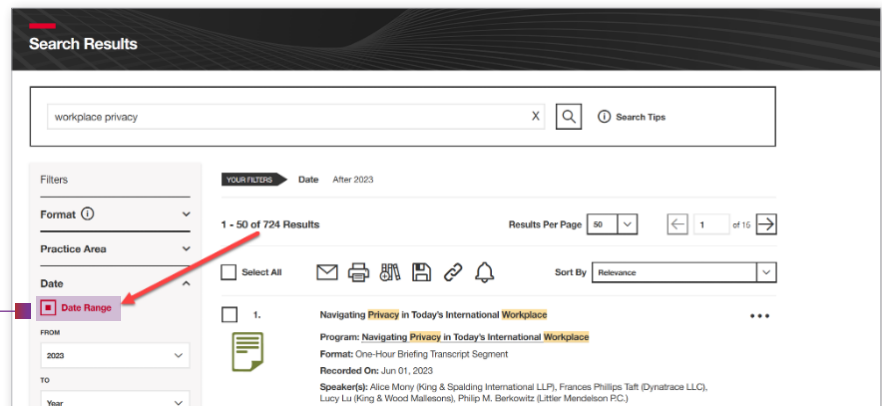 Search Results
workplace privacy X Search Tips
Filters
Format
Practice Area
Date
Date Range
FROM
2023
TO
Year
YOUR FILTERS Date After 2023
1 - 50 of 724 Results Results Per Page 50 1 of 15
Select All Sort By Relevance
1. Navigating Privacy in Today's International Workplace
Program: Navigating Privacy in Today's International Workplace
Format: One-Hour Briefing Transcript Segment
Recorded On: Jun 01, 2023
Speaker(s): Alice Mony (King & Spalding International LLP), Frances Phillips Taft (Dynatrace LLC),
Lucy Lu (King & Wood Mallesons), Philip M. Berkowitz (Littler Mendelson P.C.)